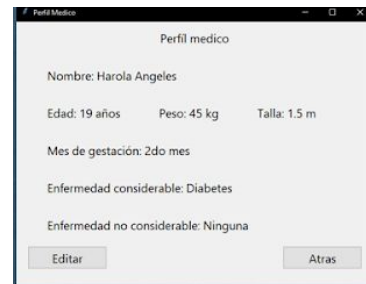 Perfil Medico
Perfíl medico
Nombre: Harola Angeles
Edad: 19 años Peso: 45 kg Talla: 1.5 m
Mes de gestación: 2do mes
Enfermedad considerable: Diabetes
Enfermedad no considerable: Ninguna
Editar Atras